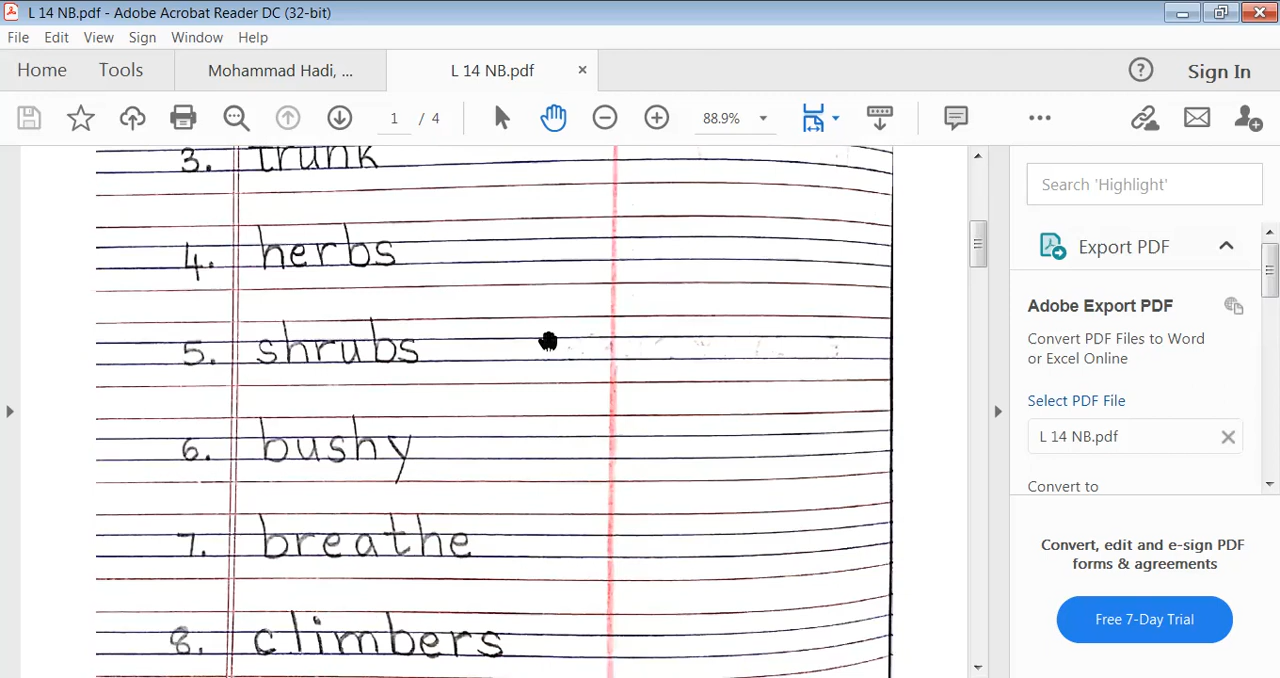 L 14 NB.pdf - Adobe Acrobat Reader DC (32-bit)
File Edit View Sign Window Help
Home Tools Mohammad Hadi, ... L 14 NB.pdf × Sign In
1 / 4 88.9%
3. trunk
4. herbs
5. shrubs
6. bushy
7. breathe
8. climbers
Search 'Highlight'
Export PDF
Adobe Export PDF
Convert PDF Files to Word
or Excel Online
Select PDF File
L 14 NB.pdf
Convert to
Convert, edit and e-sign PDF
forms & agreements
Free 7-Day Trial